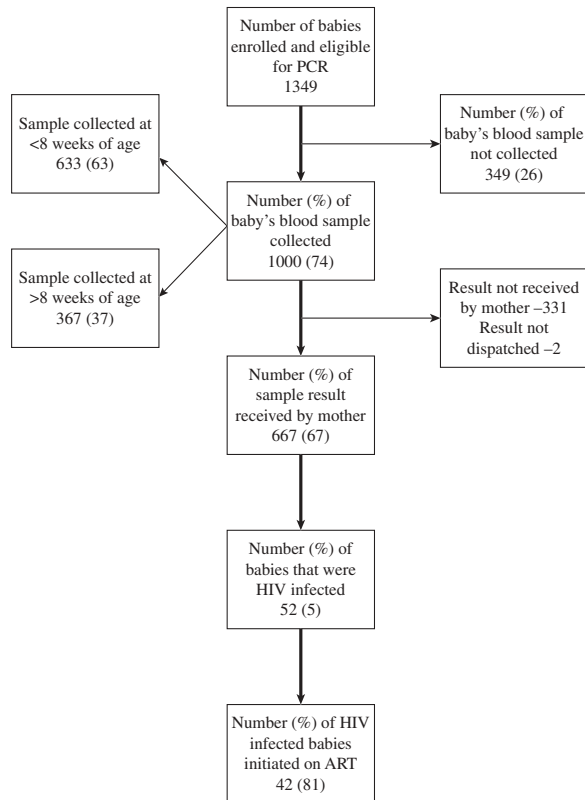 Number of babies
enrolled and eligible
for PCR
1349
Sample collected at
<8 weeks of age
633 (63)
Number (%) of
baby’s blood sample
not collected
349 (26)
Number (%) of
baby’s blood sample
collected
1000 (74)
Sample collected at
>8 weeks of age
367 (37)
Result not received
by mother –331
Result not
dispatched –2
Number (%) of
sample result
received by mother
667 (67)
Number (%) of
babies that were
HIV infected
52 (5)
Number (%) of HIV
infected babies
initiated on ART
42 (81)